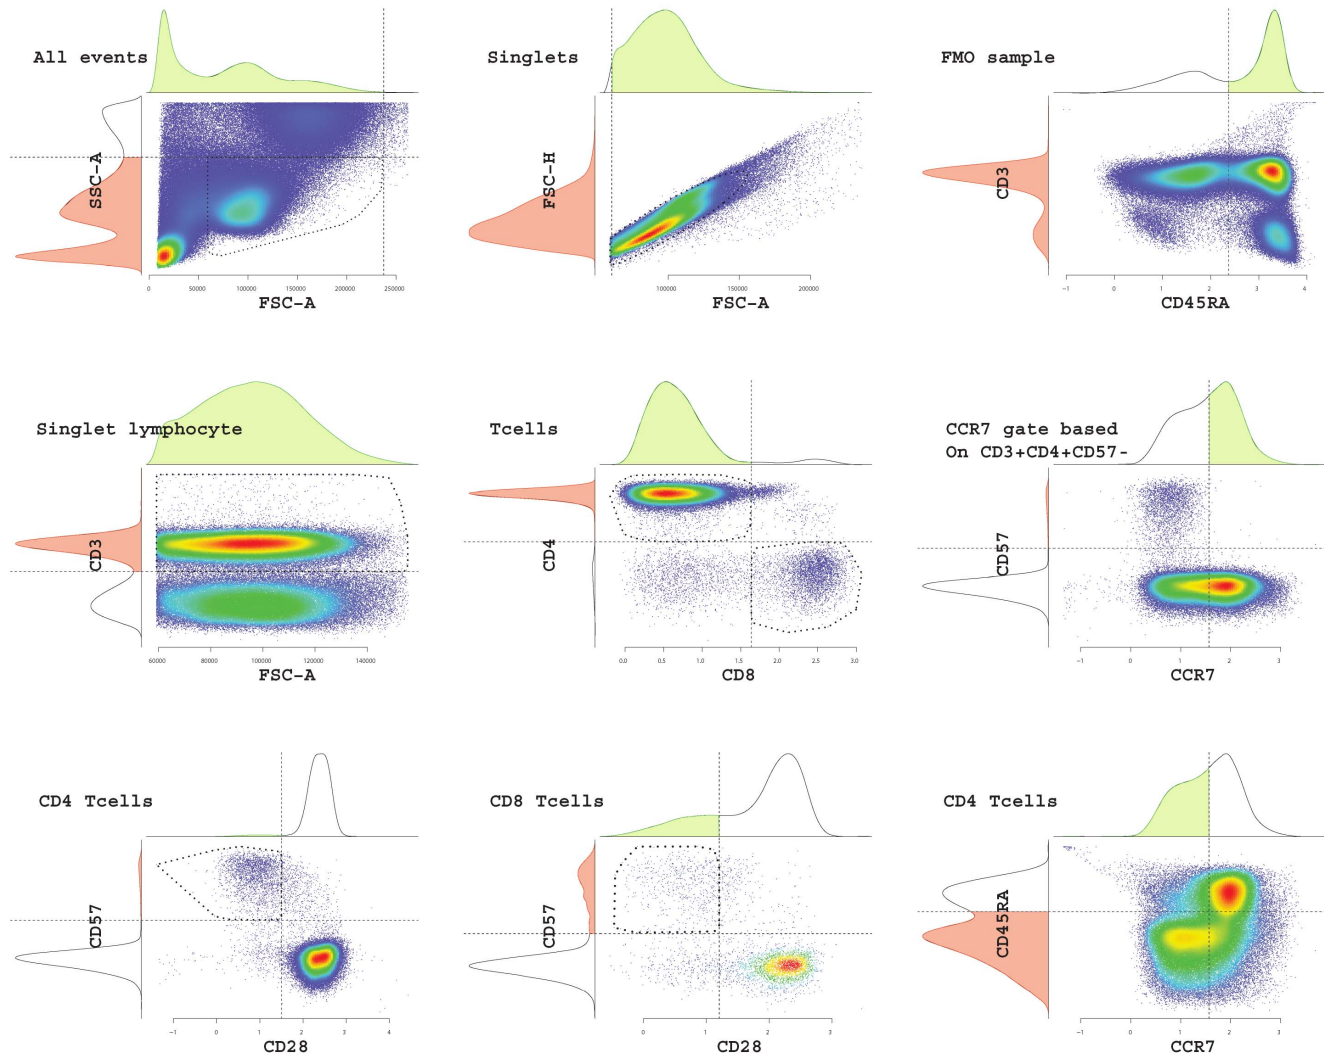 All events
SSC-A
0 50000 100000 150000 200000 250000
FSC-A
Singlets
FSC-H
100000 150000 200000
FSC-A
FMO sample
CD3
-1 0 1 2 3 4
CD45RA
Singlet lymphocyte
CD3
60000 80000 100000 120000 140000
FSC-A
Tcells
CD4
0.0 0.5 1.0 1.5 2.0 2.5 3.0
CD8
CCR7 gate based
On CD3+CD4+CD57-
CD57
-1 0 1 2 3
CCR7
CD4 Tcells
CD57
-1 0 1 2 3 4
CD28
CD8 Tcells
CD57
0 1 2 3
CD28
CD4 Tcells
CD45RA
-1 0 1 2 3
CCR7